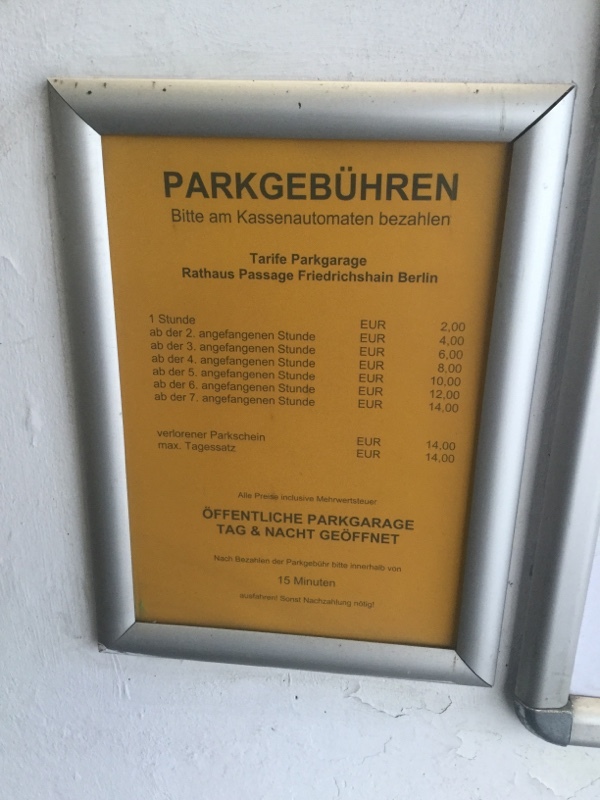 PARKGEBÜHREN
Bitte am Kassenautomaten bezahlen
Tarife Parkgarage
Rathaus Passage Friedrichshain Berlin
1 Stunde EUR 2,00
ab der 2. angefangenen Stunde EUR 4,00
ab der 3. angefangenen Stunde EUR 6,00
ab der 4. angefangenen Stunde EUR 8,00
ab der 5. angefangenen Stunde EUR 10,00
ab der 6. angefangenen Stunde EUR 12,00
ab der 7. angefangenen Stunde EUR 14,00
verlorener Parkschein EUR 14,00
max. Tagessatz EUR 14,00
Alle Preise inclusive Mehrwertsteuer
ÖFFENTLICHE PARKGARAGE
TAG & NACHT GEÖFFNET
Nach Bezahlen der Parkgebühr bitte innerhalb von
15 Minuten
ausfahren! Sonst Nachzahlung nötig!